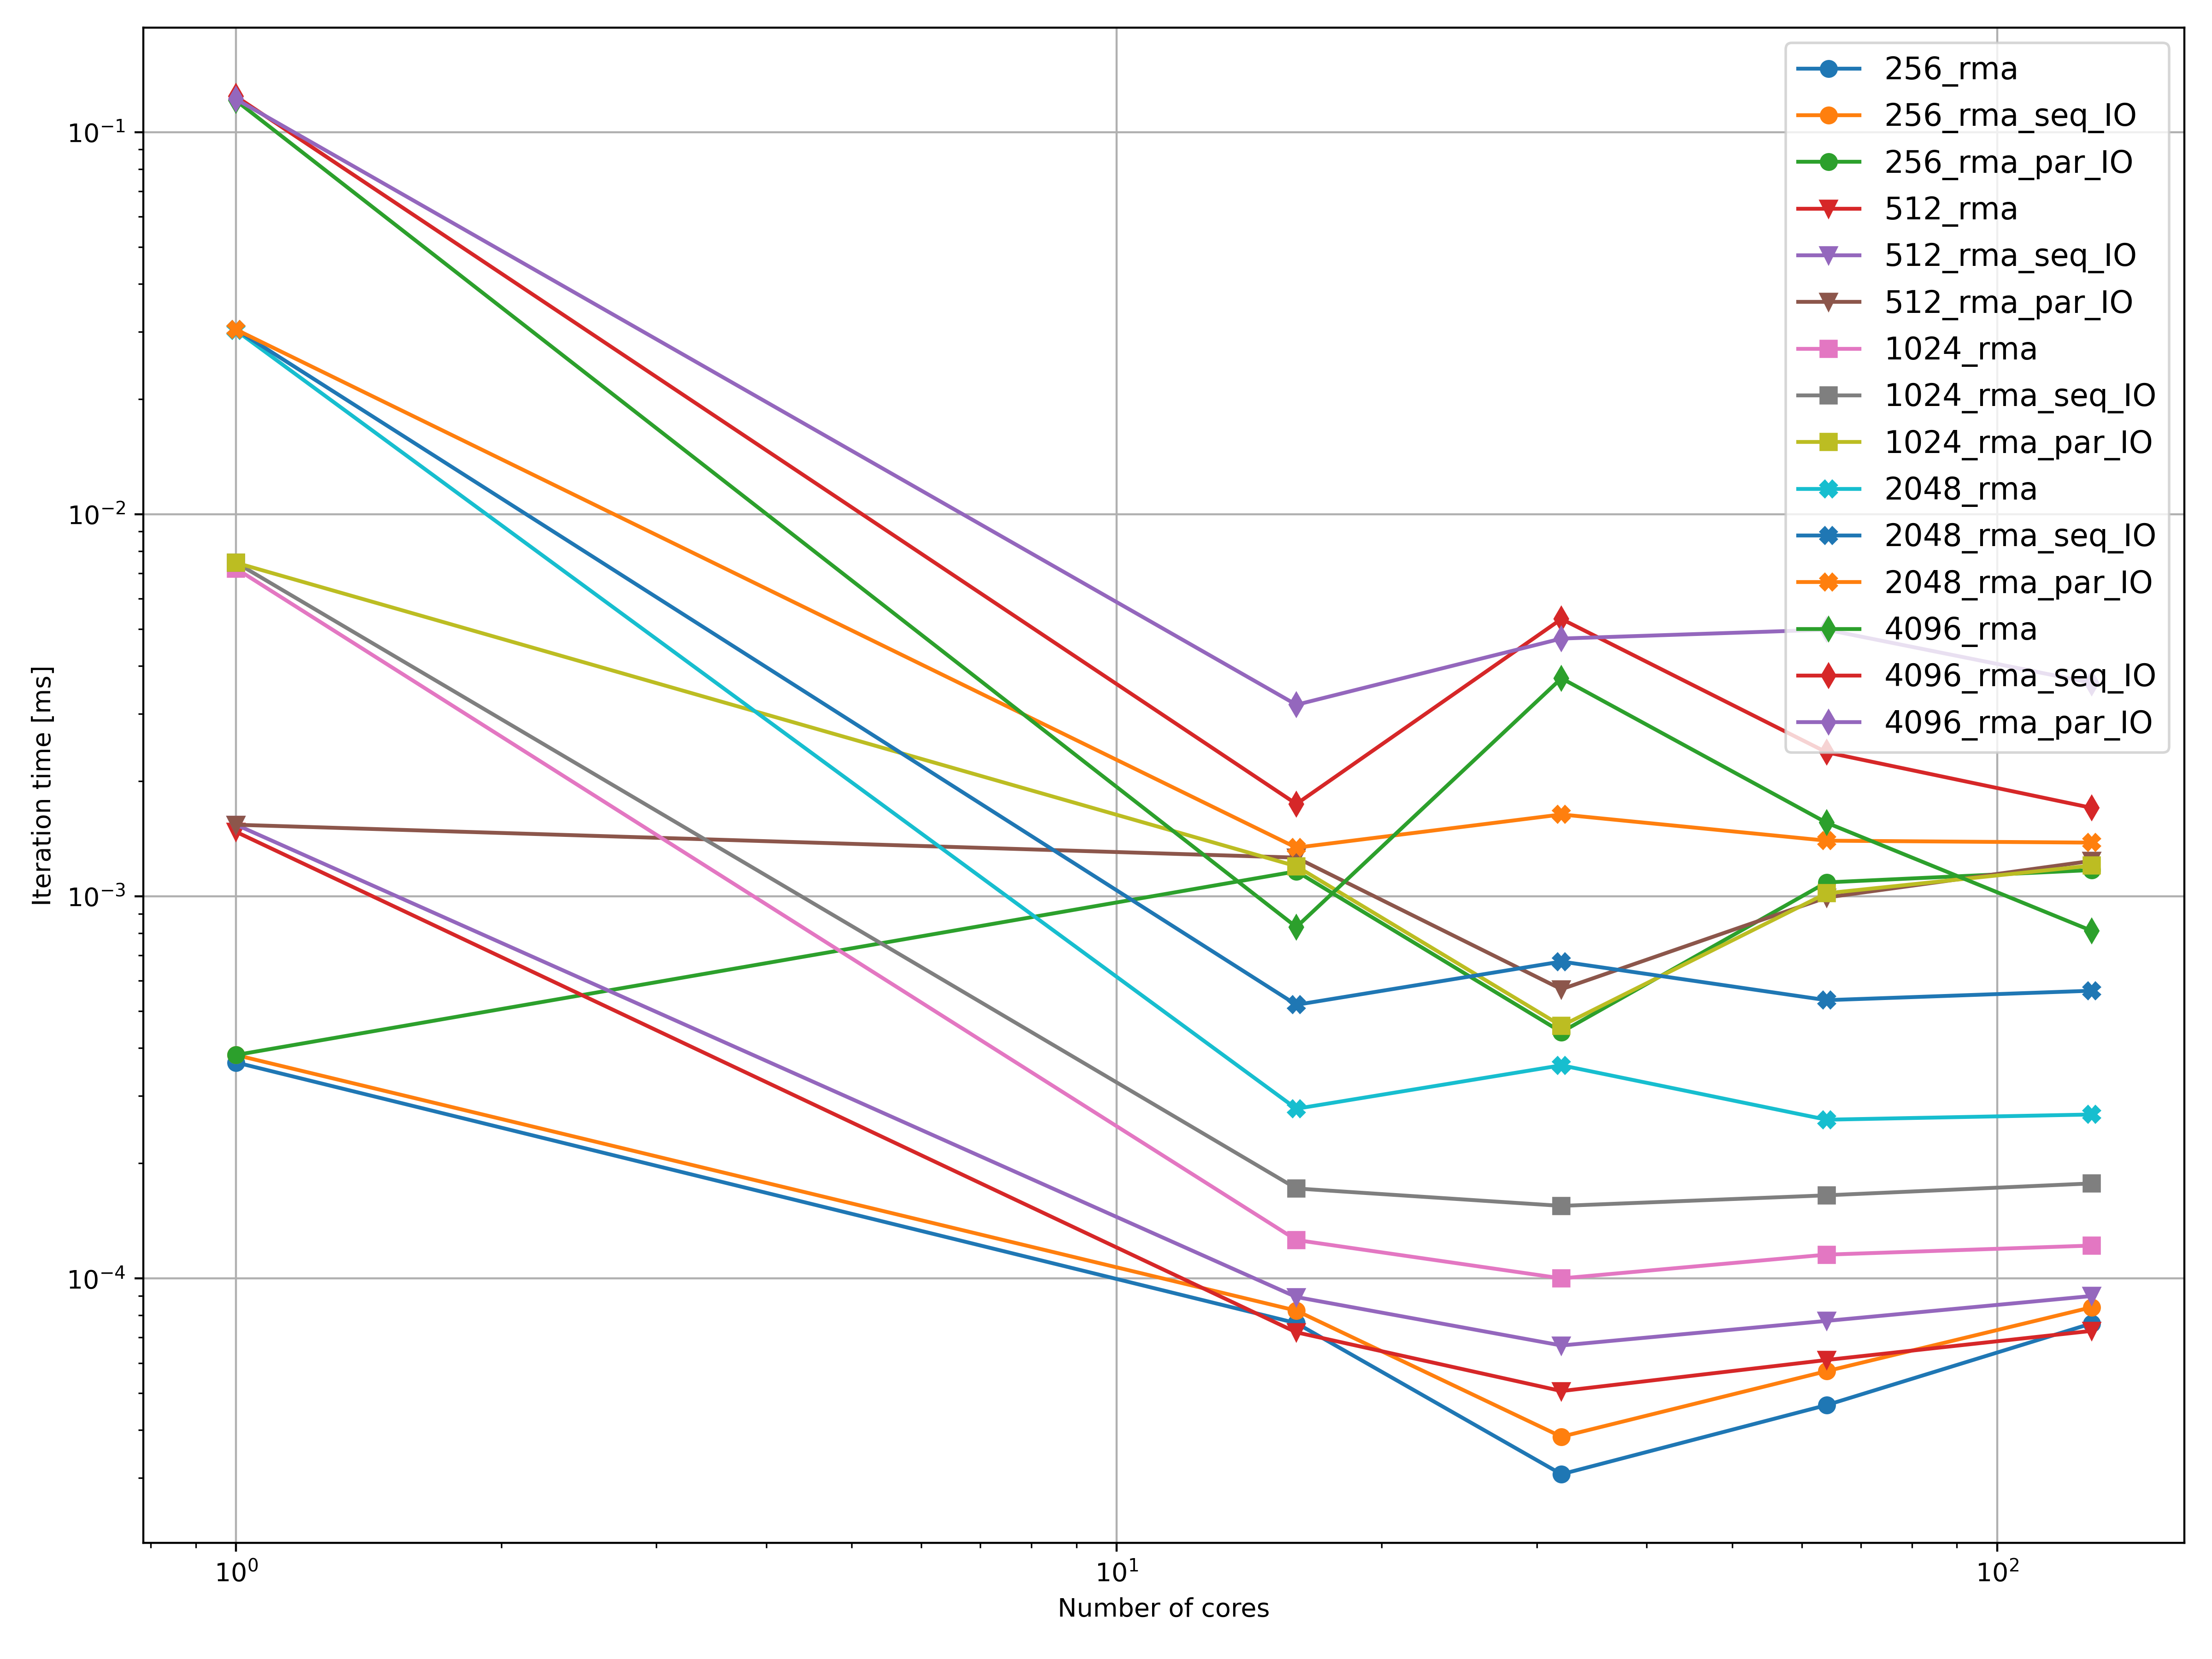 256_rma
256_rma_seq_IO
256_rma_par_IO
512_rma
512_rma_seq_IO
512_rma_par_IO
1024_rma
1024_rma_seq_IO
1024_rma_par_IO
2048_rma
2048_rma_seq_IO
2048_rma_par_IO
4096_rma
4096_rma_seq_IO
4096_rma_par_IO
10⁻¹
10⁻²
10⁻³
10⁻⁴
Iteration time [ms]
10⁰ 10¹ 10²
Number of cores